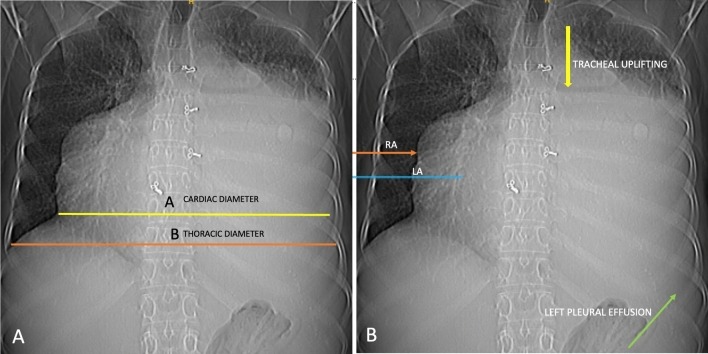 A CARDIAC DIAMETER
B THORACIC DIAMETER
A
TRACHEAL UPLIFTING
RA
LA
LEFT PLEURAL EFFUSION
B